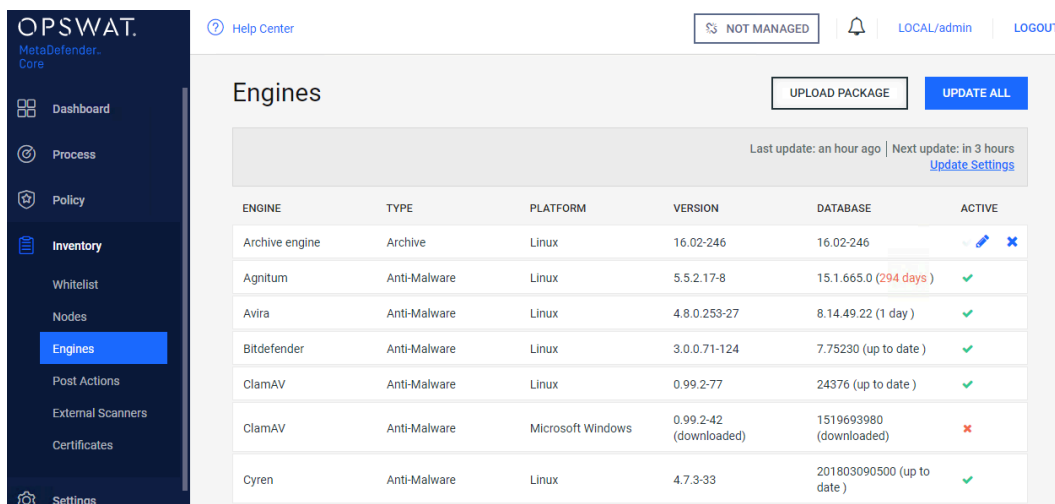 OPSWAT.
MetaDefender™
Core
Help Center
NOT MANAGED
LOCAL/admin
LOGOUT
Dashboard
Process
Policy
Inventory
Whitelist
Nodes
Engines
Post Actions
External Scanners
Certificates
Settings
Engines
UPLOAD PACKAGE
UPDATE ALL
Last update: an hour ago | Next update: in 3 hours
Update Settings
ENGINE TYPE PLATFORM VERSION DATABASE ACTIVE
Archive engine Archive Linux 16.02-246 16.02-246
Agnitum Anti-Malware Linux 5.5.2.17-8 15.1.665.0 (294 days )
Avira Anti-Malware Linux 4.8.0.253-27 8.14.49.22 (1 day )
Bitdefender Anti-Malware Linux 3.0.0.71-124 7.75230 (up to date )
ClamAV Anti-Malware Linux 0.99.2-77 24376 (up to date )
ClamAV Anti-Malware Microsoft Windows 0.99.2-42 1519693980
(downloaded) (downloaded)
Cyren Anti-Malware Linux 4.7.3-33 201803090500 (up to
date )